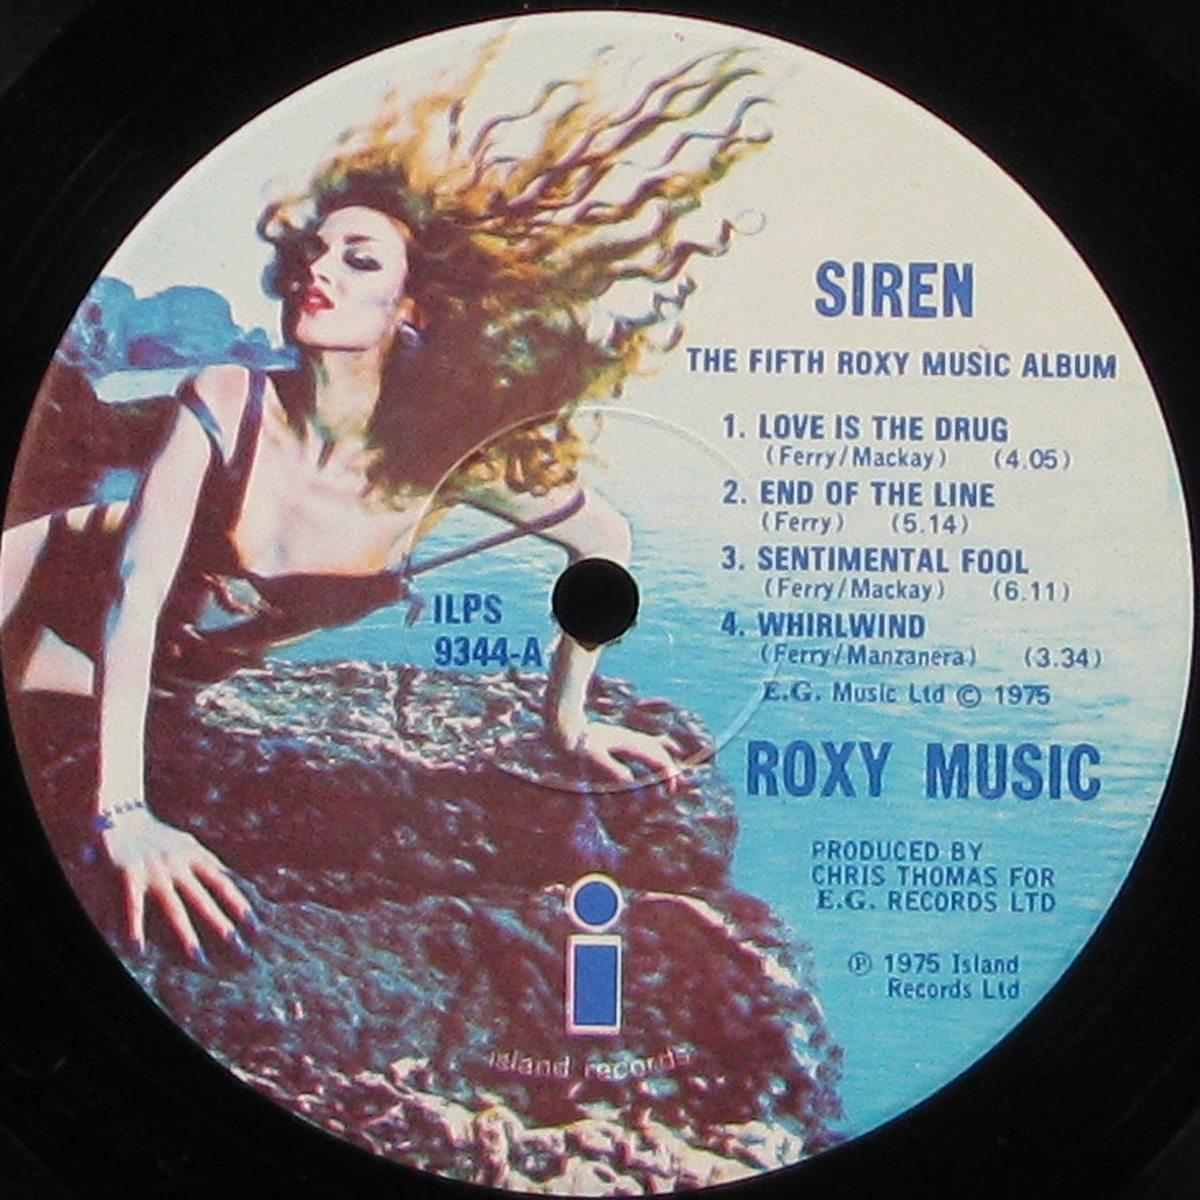 SIREN
THE FIFTH ROXY MUSIC ALBUM
1. LOVE IS THE DRUG
(Ferry/Mackay) (4.05)
2. END OF THE LINE
(Ferry) (5.14)
3. SENTIMENTAL FOOL
(Ferry/Mackay) (6.11)
4. WHIRLWIND
(Ferry/Manzanera) (3.34)
E.G. Music Ltd © 1975
ILPS
9344-A
ROXY MUSIC
PRODUCED BY
CHRIS THOMAS FOR
E.G. RECORDS LTD
℗ 1975 Island
Records Ltd
i
island records